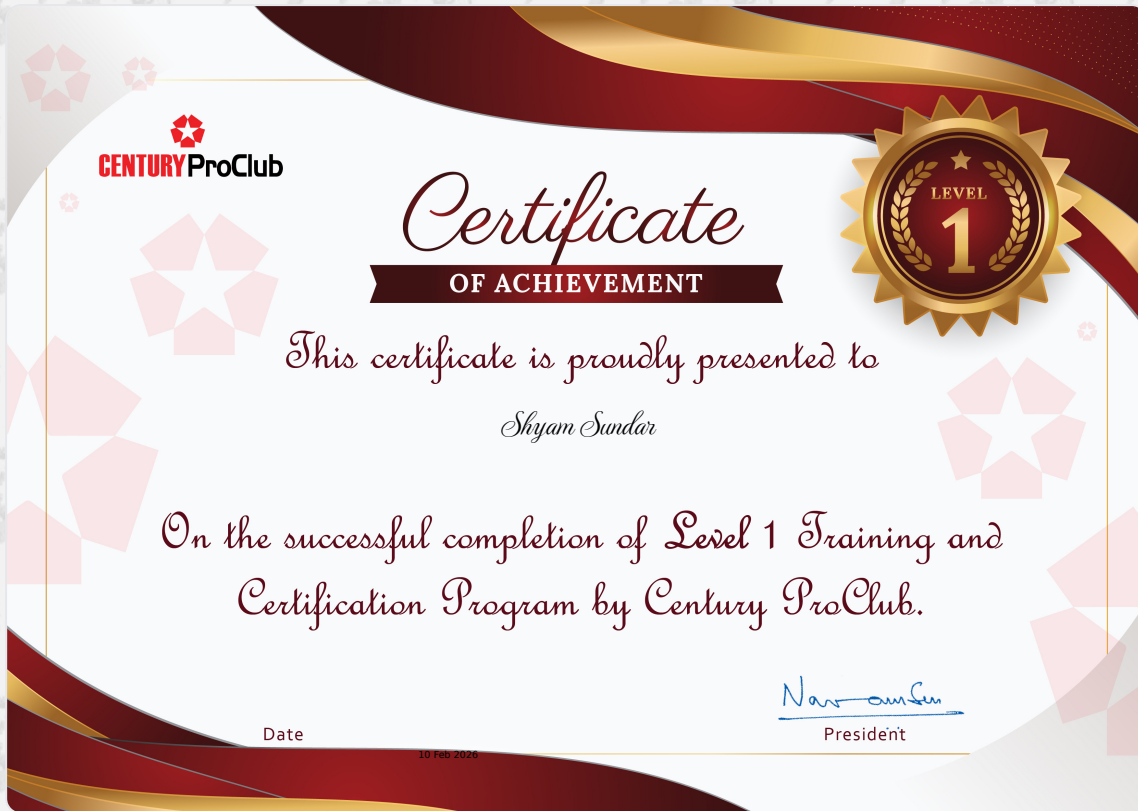 CENTURY ProClub
LEVEL
1
Certificate
OF ACHIEVEMENT
This certificate is proudly presented to
Shyam Sundar
On the successful completion of Level 1 Training and
Certification Program by Century ProClub.
Date
President
10 Feb 2026